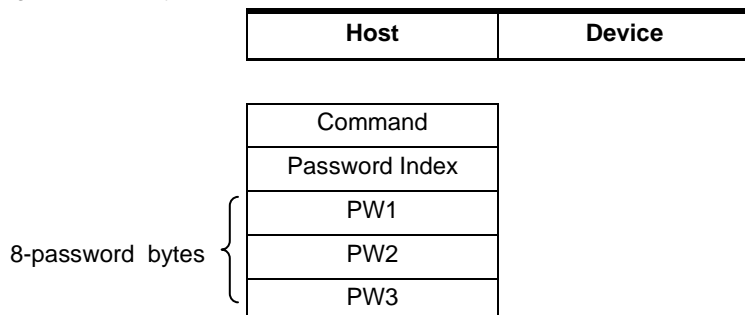 Host Device
Command
Password Index
PW1
8-password bytes PW2
PW3